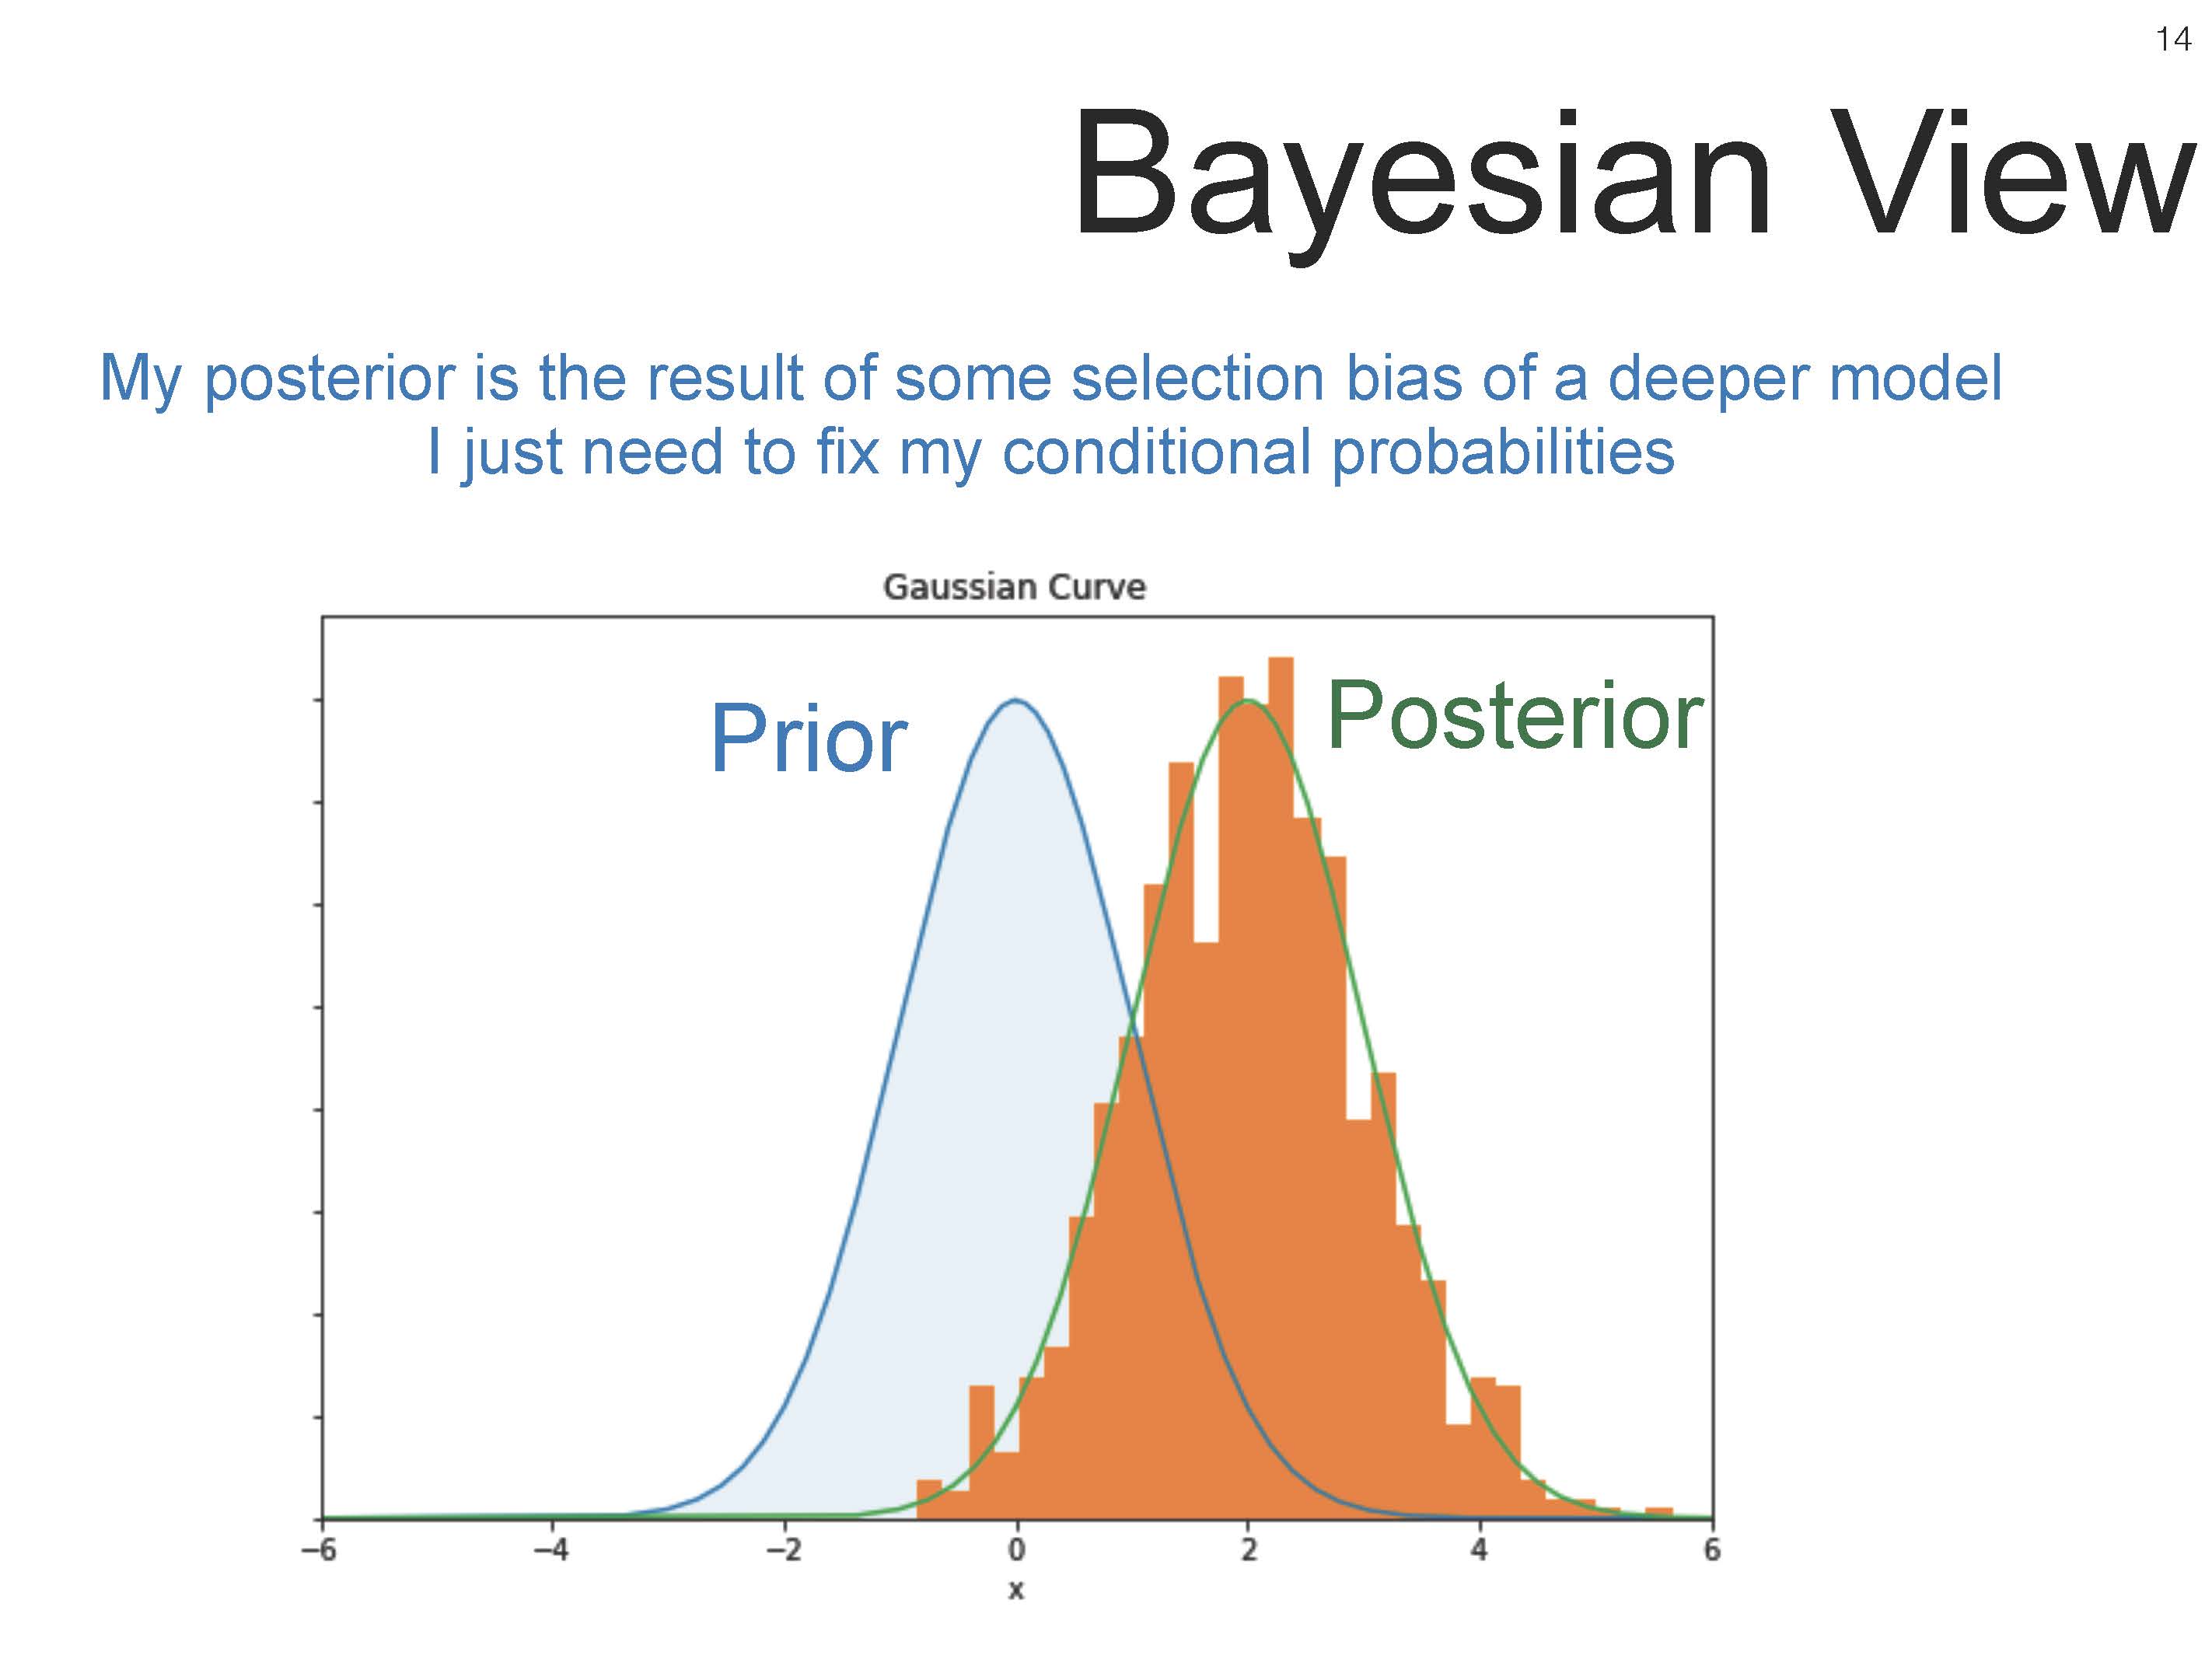 14
Bayesian View
My posterior is the result of some selection bias of a deeper model
I just need to fix my conditional probabilities
Gaussian Curve
Prior
Posterior
−6 −4 −2 0 2 4 6
x